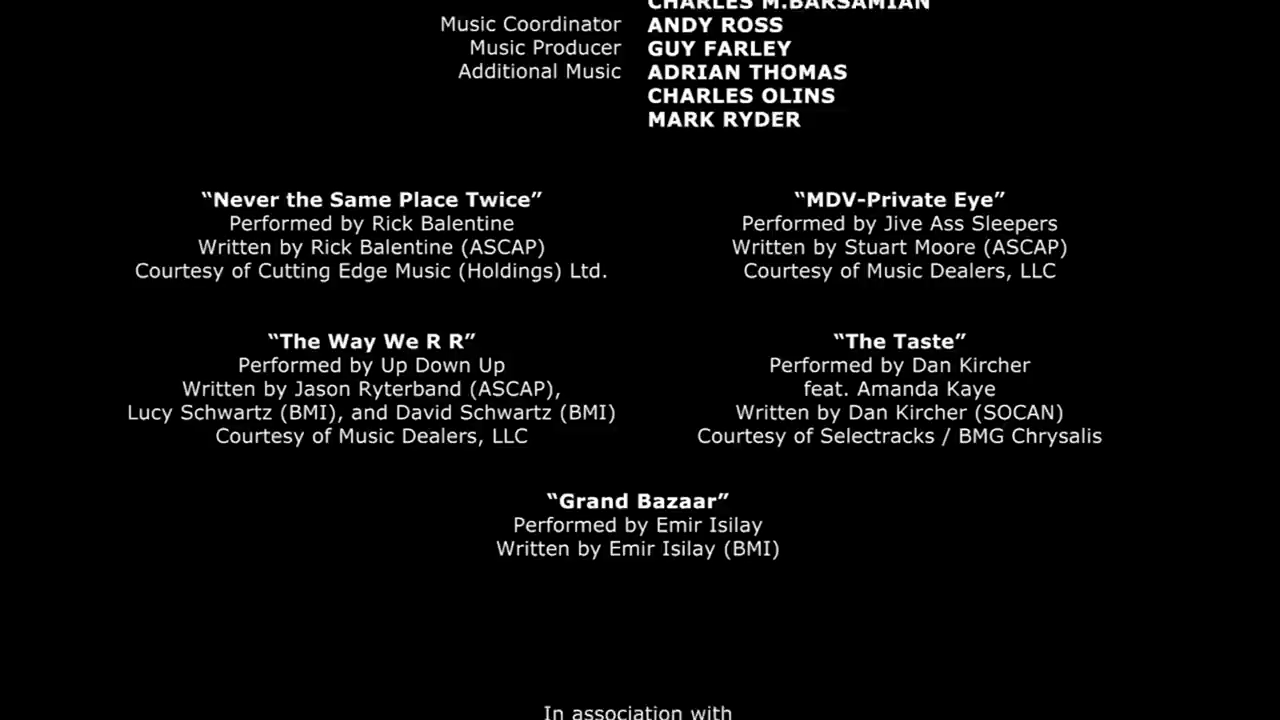 CHARLES M.BARSAMIAN
Music Coordinator ANDY ROSS
Music Producer GUY FARLEY
Additional Music ADRIAN THOMAS
CHARLES OLINS
MARK RYDER
“Never the Same Place Twice”
Performed by Rick Balentine
Written by Rick Balentine (ASCAP)
Courtesy of Cutting Edge Music (Holdings) Ltd.
“MDV-Private Eye”
Performed by Jive Ass Sleepers
Written by Stuart Moore (ASCAP)
Courtesy of Music Dealers, LLC
“The Way We R R”
Performed by Up Down Up
Written by Jason Ryterband (ASCAP),
Lucy Schwartz (BMI), and David Schwartz (BMI)
Courtesy of Music Dealers, LLC
“The Taste”
Performed by Dan Kircher
feat. Amanda Kaye
Written by Dan Kircher (SOCAN)
Courtesy of Selectracks / BMG Chrysalis
“Grand Bazaar”
Performed by Emir Isilay
Written by Emir Isilay (BMI)
In association with